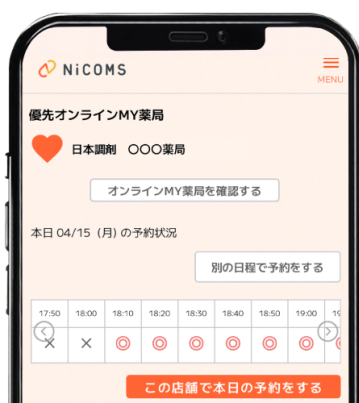 NiCOMS
MENU
優先オンラインMY薬局
日本調剤 〇〇〇薬局
オンラインMY薬局を確認する
本日 04/15 (月) の予約状況
別の日程で予約をする
17:50 18:00 18:10 18:20 18:30 18:40 18:50 19:00
× × ◎ ◎ ◎ ◎ ◎ ◎
この店舗で本日の予約をする